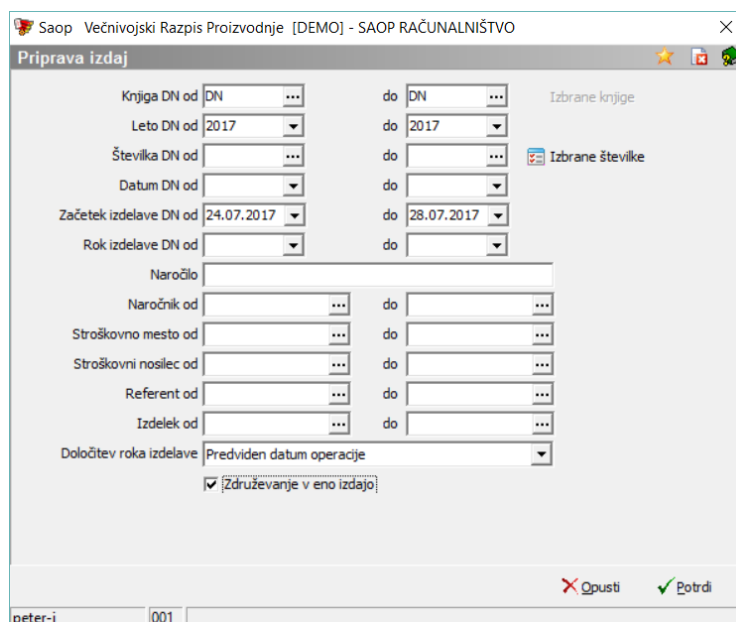 Saop Večnivojski Razpis Proizvodnje [DEMO] - SAOP RAČUNALNIŠTVO
Priprava izdaj
Knjiga DN od DN ... do DN ... Izbrane knjige
Leto DN od 2017 do 2017
Številka DN od ... do ... Izbrane številke
Datum DN od do
Začetek izdelave DN od 24.07.2017 do 28.07.2017
Rok izdelave DN od do
Naročilo
Naročnik od ... do ...
Stroškovno mesto od ... do ...
Stroškovni nosilec od ... do ...
Referent od ... do ...
Izdelek od ... do ...
Določitev roka izdelave Predviden datum operacije
Združevanje v eno izdajo
Opusti Potrdi
peter-i 001